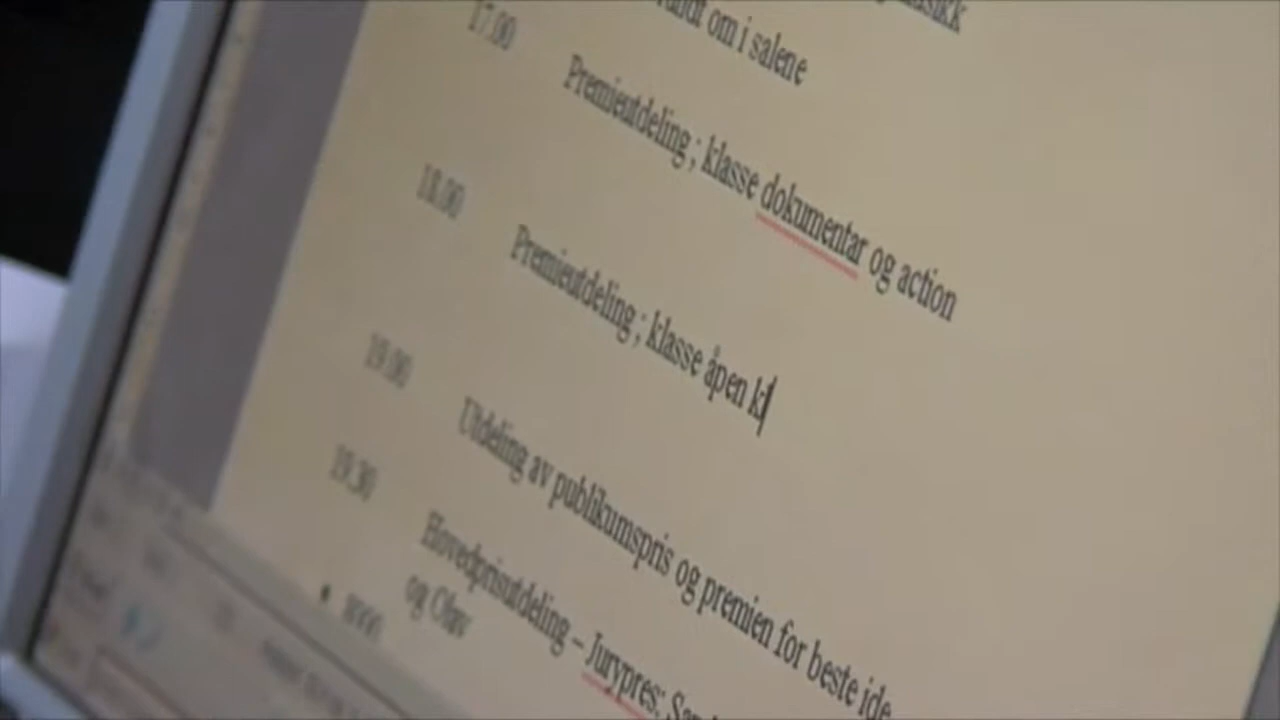 rundt om i salene
17.00 Premieutdeling ; klasse dokumentar og action
18.00 Premieutdeling ; klasse åpen k
19.00 Utdeling av publikumspris og premien for beste ide
19.30 Hovedprisutdeling – Jurypres:
og Olav